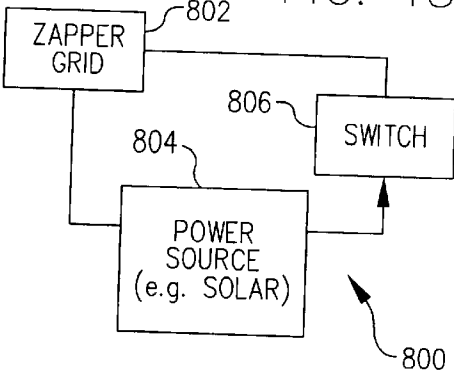 802
ZAPPER
GRID
806
SWITCH
804
POWER
SOURCE
(e.g. SOLAR)
800